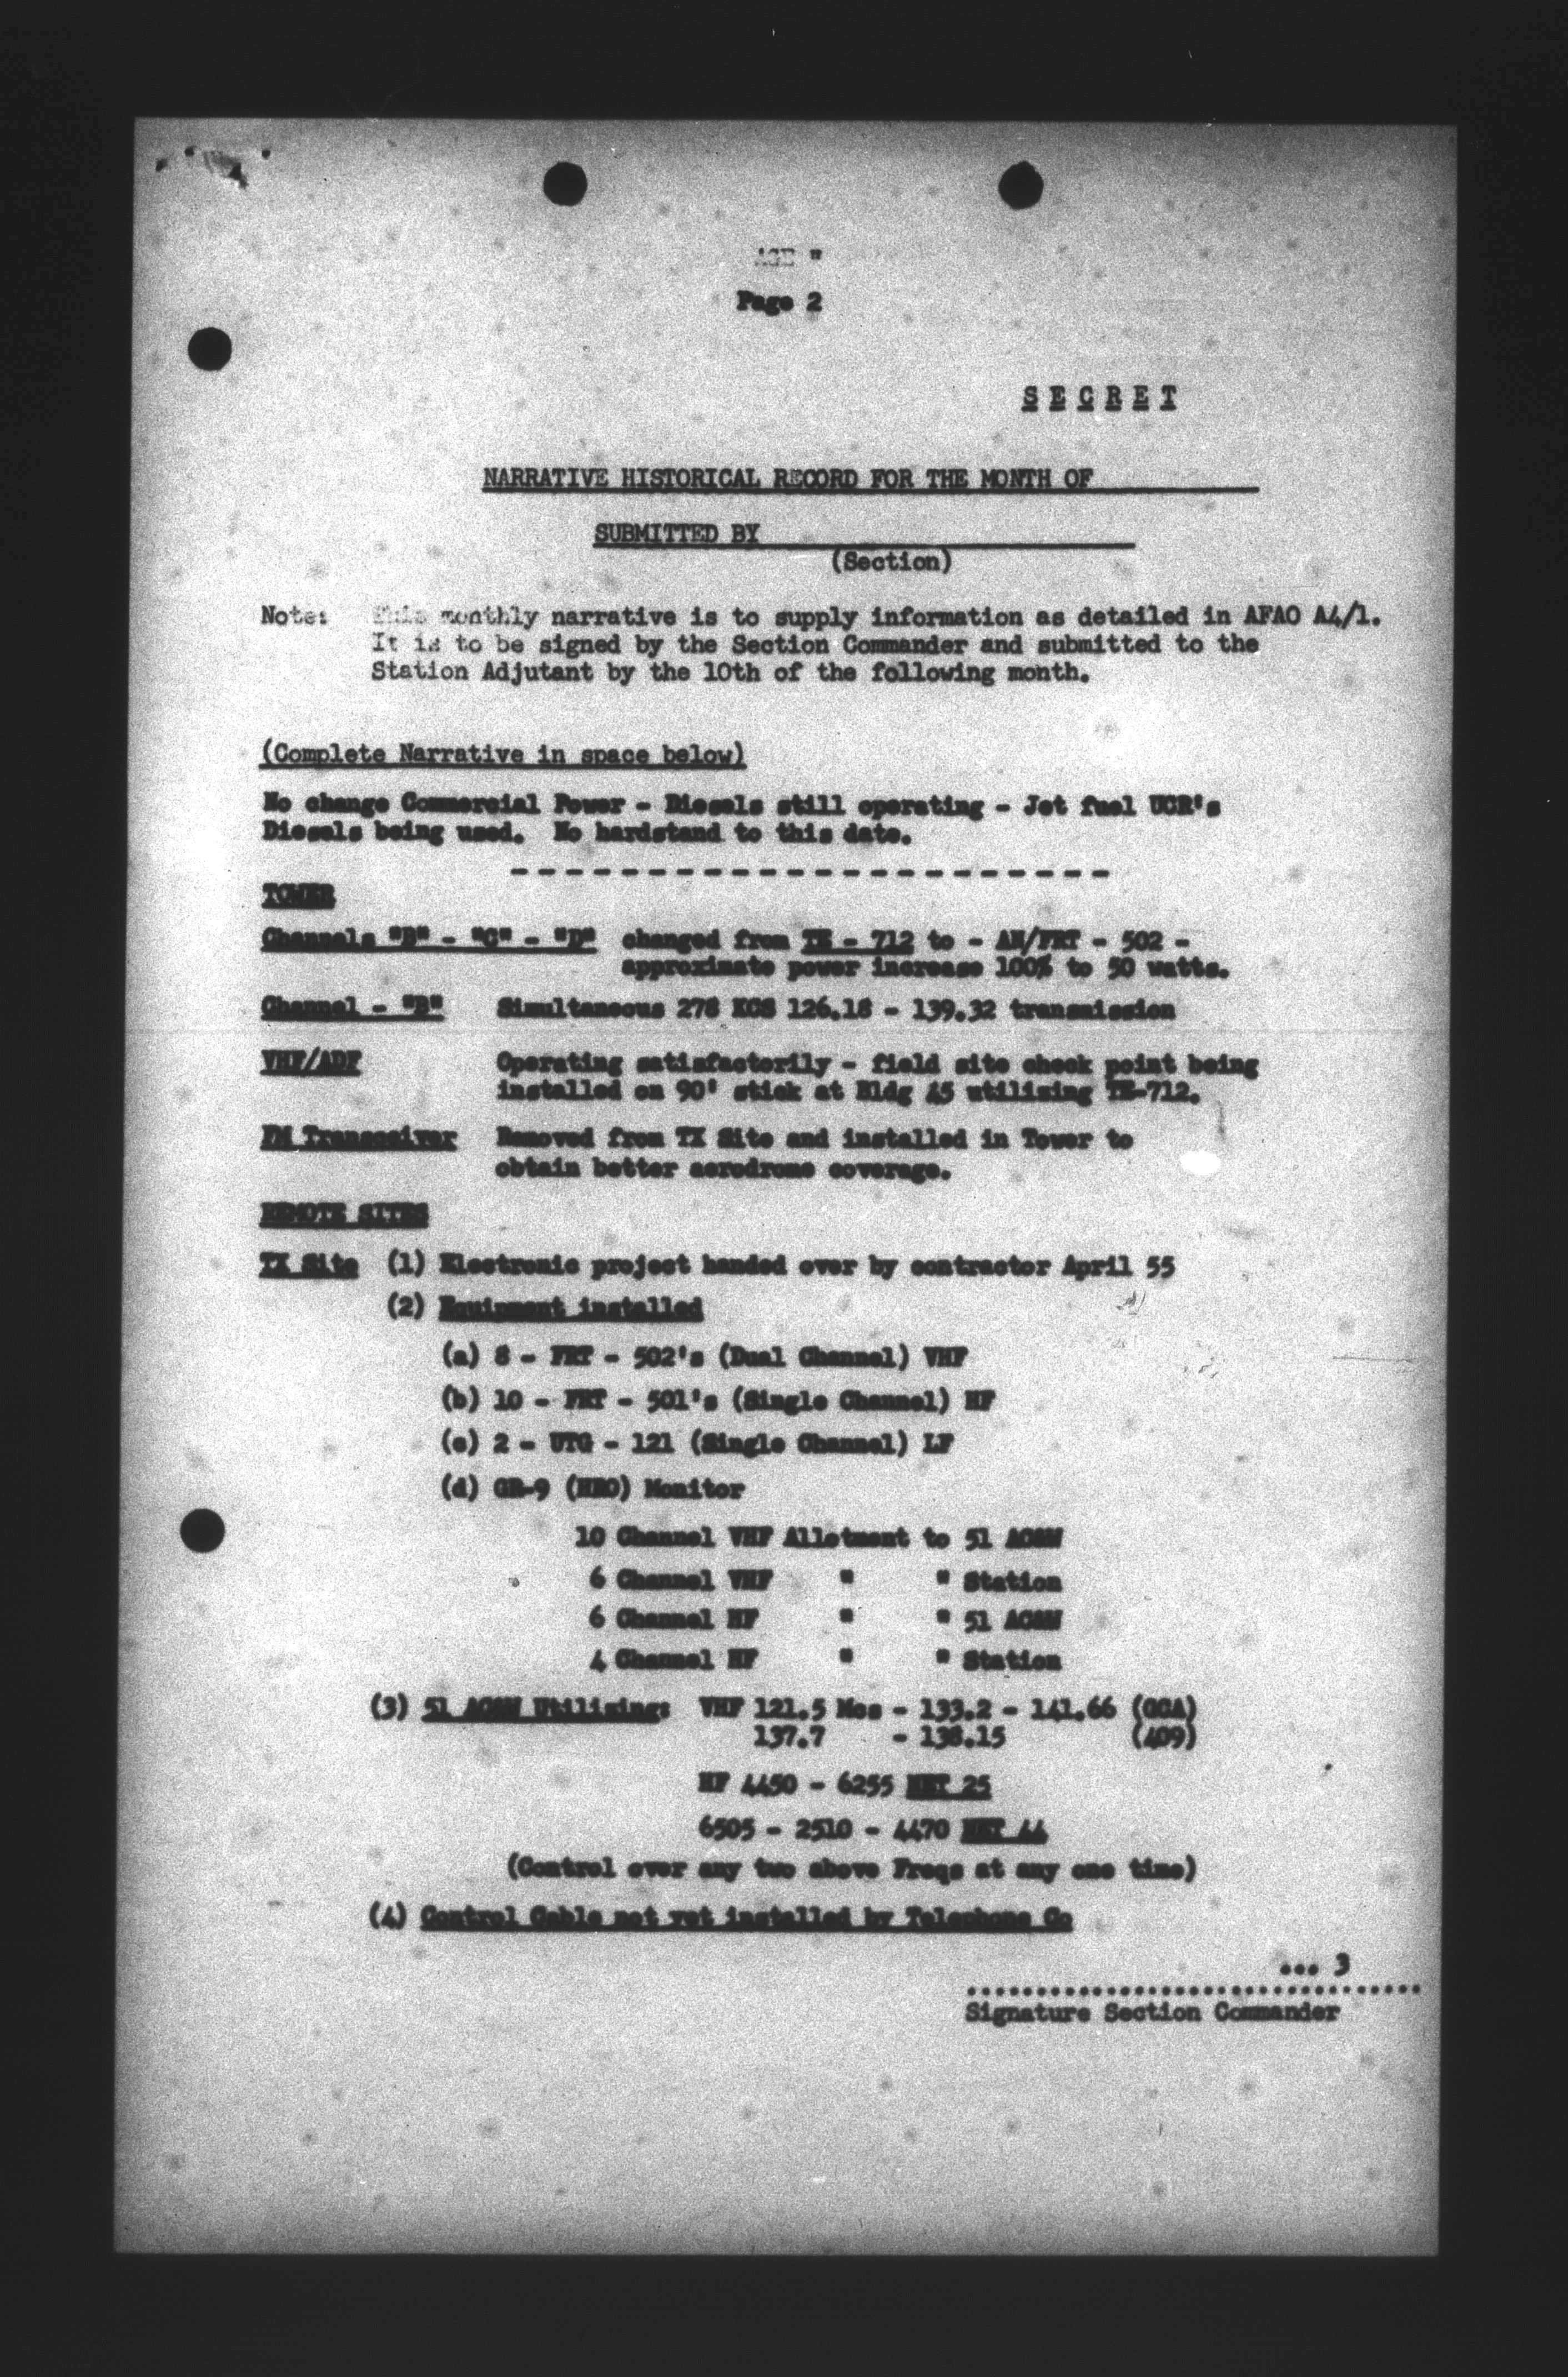 Page 2
S E C R E T
NARRATIVE HISTORICAL RECORD FOR THE MONTH OF
SUBMITTED BY
(Section)
Note: This monthly narrative is to supply information as detailed in AFAO A4/1.
It is to be signed by the Section Commander and submitted to the
Station Adjutant by the 10th of the following month.
(Complete Narrative in space below)
No change Commercial Power - Diesels still operating - Jet fuel UCR's
Diesels being used. No hardstand to this date.
- - - - - - - - - - - - - - - - - - - - - -
TOWER
Channels "B" - "C" - "D" changed from TE - 712 to - AN/FRT - 502 -
approximate power increase 100% to 50 watts.
Channel - "B" Simultaneous 278 KCS 126.18 - 139.32 transmission
VHF/ADF Operating satisfactorily - field site check point being
installed on 90' stick at Bldg 45 utilizing TE-712.
FM Transceiver Removed from TX Site and installed in Tower to
obtain better aerodrome coverage.
REMOTE SITES
TX Site (1) Electronic project handed over by contractor April 55
(2) Equipment installed
(a) 8 - FRT - 502's (Dual Channel) VHF
(b) 10 - FRT - 501's (Single Channel) HF
(c) 2 - UTG - 121 (Single Channel) LF
(d) GR-9 (HRO) Monitor
10 Channel VHF Allotment to 51 AC&W
6 Channel VHF " " Station
6 Channel HF " " 51 AC&W
4 Channel HF " " Station
(3) 51 AC&W Utilizing: VHF 121.5 Mcs - 133.2 - 141.66 (GCA)
137.7 - 138.15 (409)
HF 4450 - 6255 NET 25
6505 - 2510 - 4470 NET 44
(Control over any two above Freqs at any one time)
(4) Control Cable not yet installed by Telephone Co
... 3
.................................
Signature Section Commander